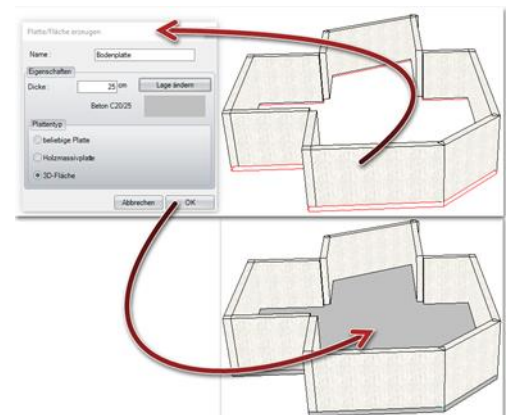 Platte/Fläche erzeugen
Name :
Bodenplatte
Eigenschaften
Dicke :
25 cm
Lage ändern
Beton C20/25
Plattentyp
beliebige Platte
Holzmassivplatte
3D-Fläche
Abbrechen
OK